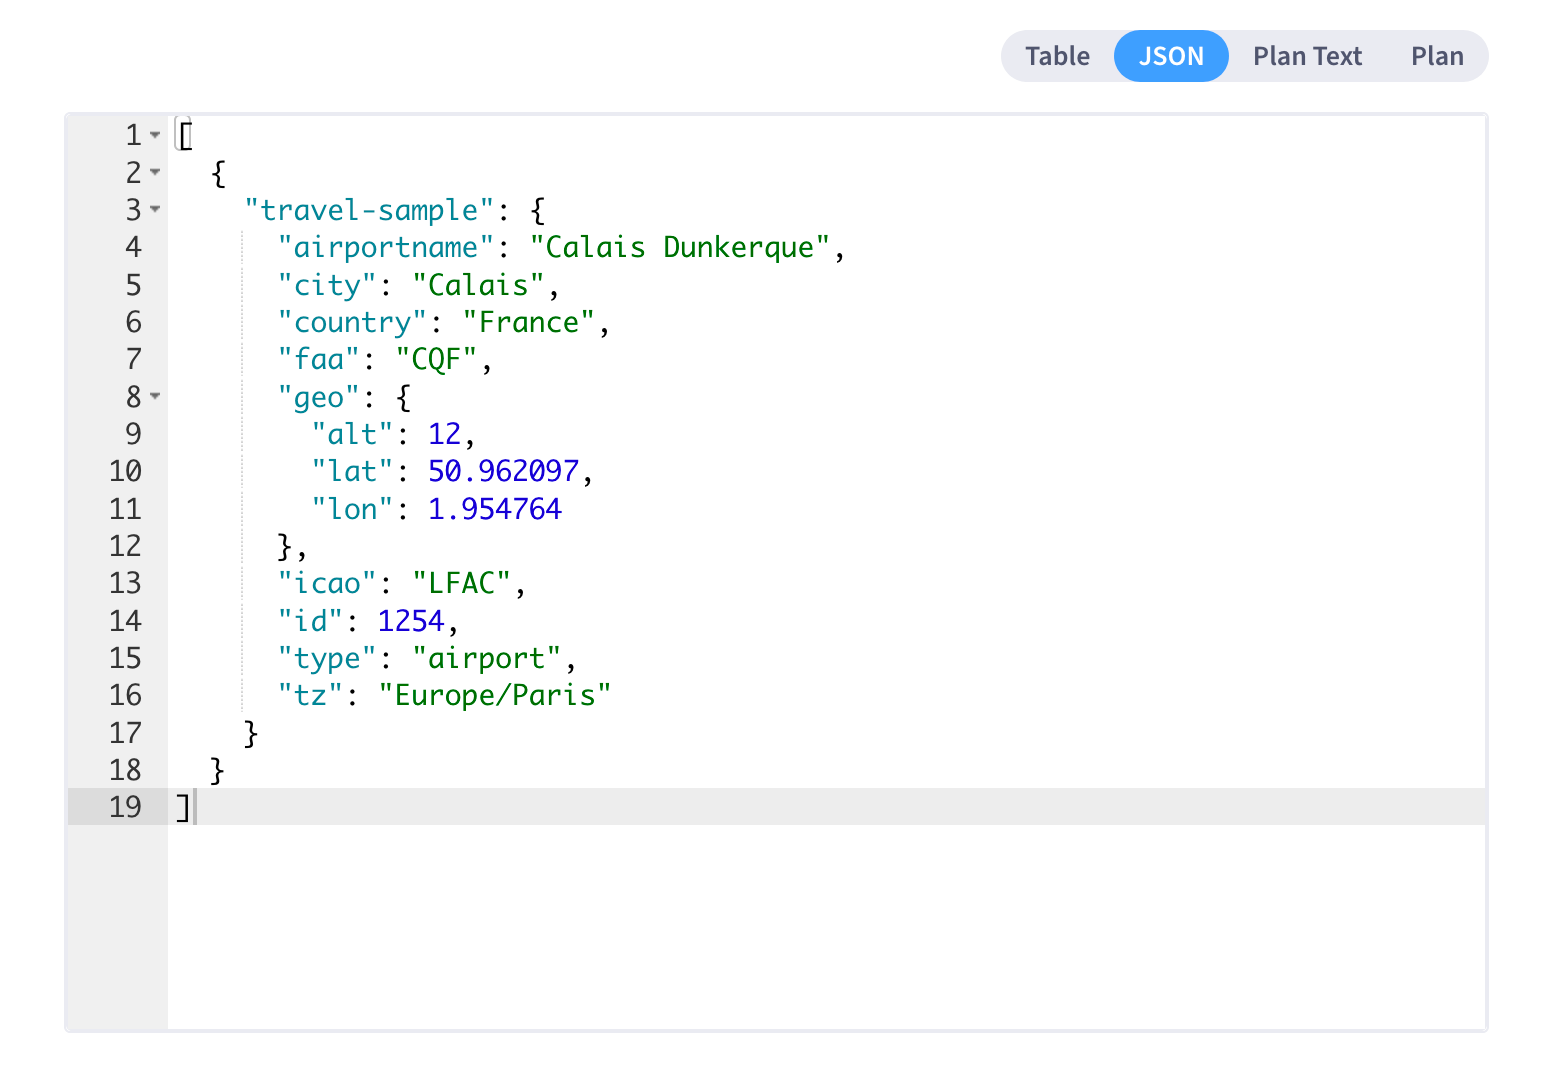 Table JSON Plan Text Plan
1 [
2   {
3     "travel-sample": {
4       "airportname": "Calais Dunkerque",
5       "city": "Calais",
6       "country": "France",
7       "faa": "CQF",
8       "geo": {
9         "alt": 12,
10         "lat": 50.962097,
11         "lon": 1.954764
12       },
13       "icao": "LFAC",
14       "id": 1254,
15       "type": "airport",
16       "tz": "Europe/Paris"
17     }
18   }
19 ]